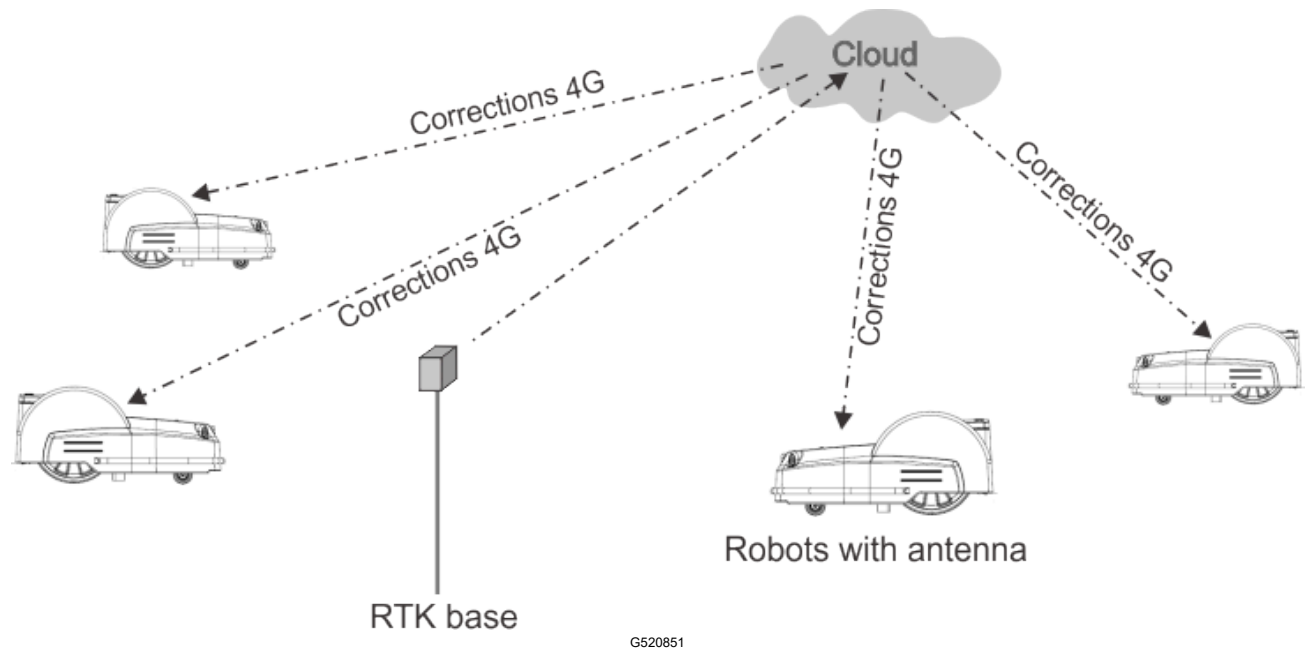 Cloud
Corrections 4G
Corrections 4G
Corrections 4G
Corrections 4G
Robots with antenna
RTK base
G520851